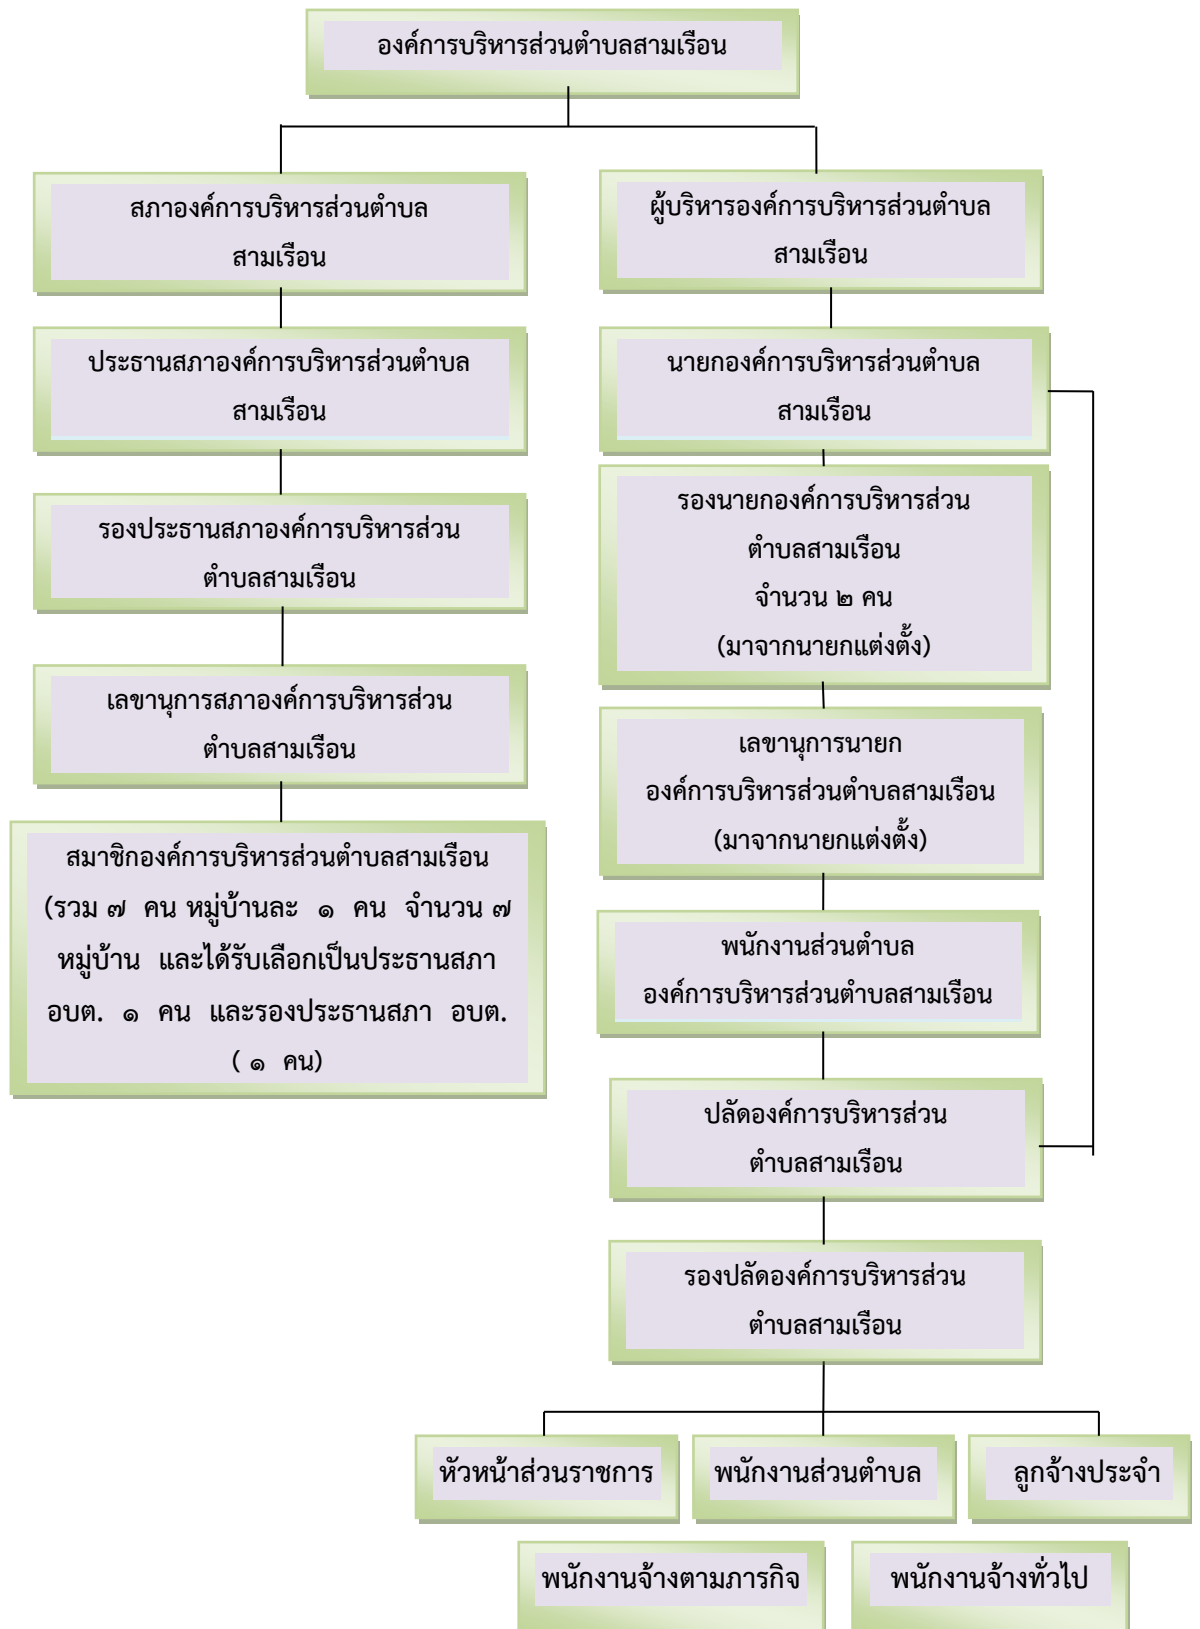 องค์การบริหารส่วนตำบลสามเรือน
สภาองค์การบริหารส่วนตำบล
สามเรือน
ประธานสภาองค์การบริหารส่วนตำบล
สามเรือน
รองประธานสภาองค์การบริหารส่วน
ตำบลสามเรือน
เลขานุการสภาองค์การบริหารส่วน
ตำบลสามเรือน
สมาชิกองค์การบริหารส่วนตำบลสามเรือน
(รวม ๗ คน หมู่บ้านละ ๑ คน จำนวน ๗
หมู่บ้าน และได้รับเลือกเป็นประธานสภา
อบต. ๑ คน และรองประธานสภา อบต.
( ๑ คน)
ผู้บริหารองค์การบริหารส่วนตำบล
สามเรือน
นายกองค์การบริหารส่วนตำบล
สามเรือน
รองนายกองค์การบริหารส่วน
ตำบลสามเรือน
จำนวน ๒ คน
(มาจากนายกแต่งตั้ง)
เลขานุการนายก
องค์การบริหารส่วนตำบลสามเรือน
(มาจากนายกแต่งตั้ง)
พนักงานส่วนตำบล
องค์การบริหารส่วนตำบลสามเรือน
ปลัดองค์การบริหารส่วน
ตำบลสามเรือน
รองปลัดองค์การบริหารส่วน
ตำบลสามเรือน
หัวหน้าส่วนราชการ
พนักงานส่วนตำบล
ลูกจ้างประจำ
พนักงานจ้างตามภารกิจ
พนักงานจ้างทั่วไป